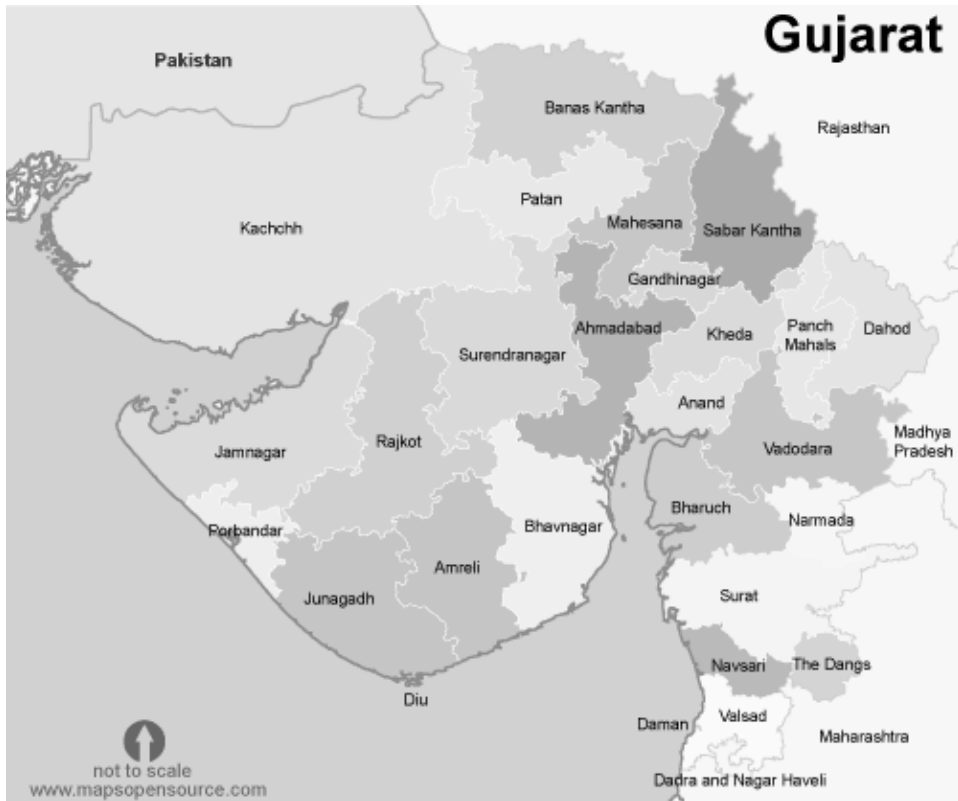 Gujarat
Pakistan
Banas Kantha
Rajasthan
Patan
Kachchh
Mahesana
Sabar Kantha
Gandhinagar
Ahmadabad
Kheda
Panch
Mahals
Dahod
Surendranagar
Anand
Rajkot
Jamnagar
Vadodara
Madhya
Pradesh
Bharuch
Narmada
Porbandar
Bhavnagar
Amreli
Junagadh
Surat
Navsari
The Dangs
Diu
Daman
Valsad
Maharashtra
Dadra and Nagar Haveli
not to scale
www.mapsopensource.com